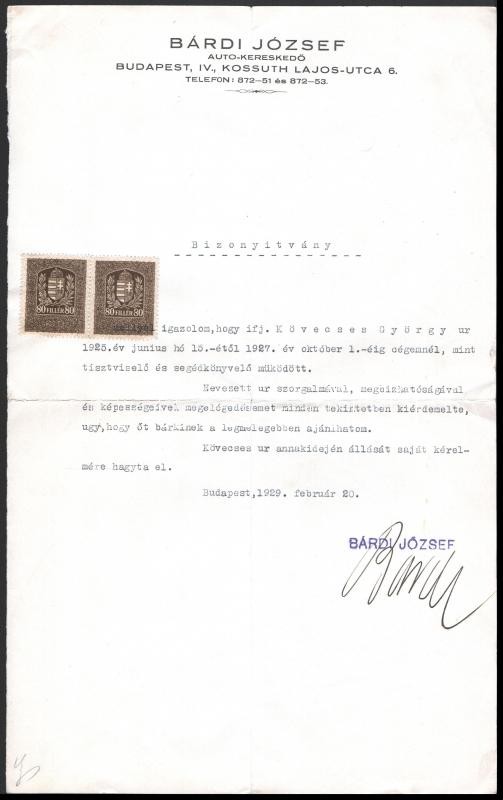 BÁRDI JÓZSEF
AUTO-KERESKEDŐ
BUDAPEST, IV., KOSSUTH LAJOS-UTCA 6.
TELEFON: 872-51 és 872-53.
Bizonyitvány
80 FILLÉR 80 80 FILLÉR 80
igazolom,hogy ifj. Kövecses György ur
1925.év junius hó 15.-étől 1927. év október 1.-éig cégemnél, mint
tisztviselő és segédkönyvelő működött.
Nevezett ur szorgalmával, megbizhatóságával
és képességeivel megelégedésemet minden tekintetben kiérdemelte,
ugy,hogy őt bárkinek a legmelegebben ajánlhatom.
Kövecses ur annakidején állását saját kérel-
mére hagyta el.
Budapest,1929. február 20.
BÁRDI JÓZSEF